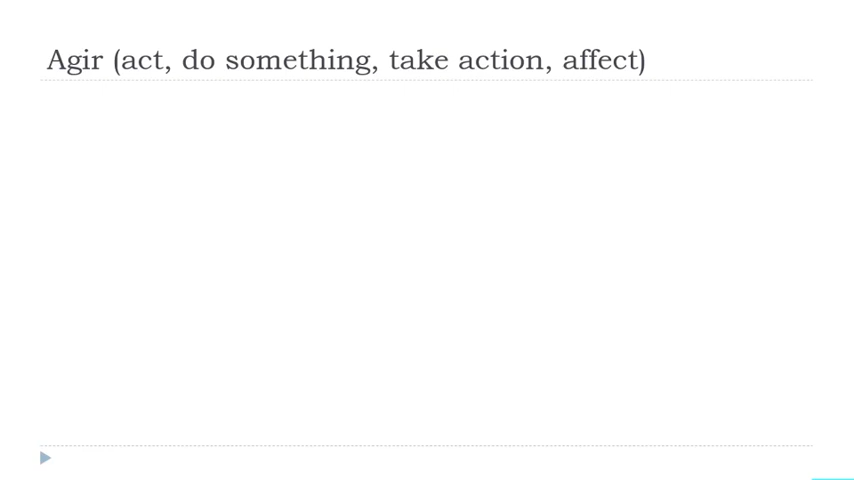 Agir (act, do something, take action, affect)